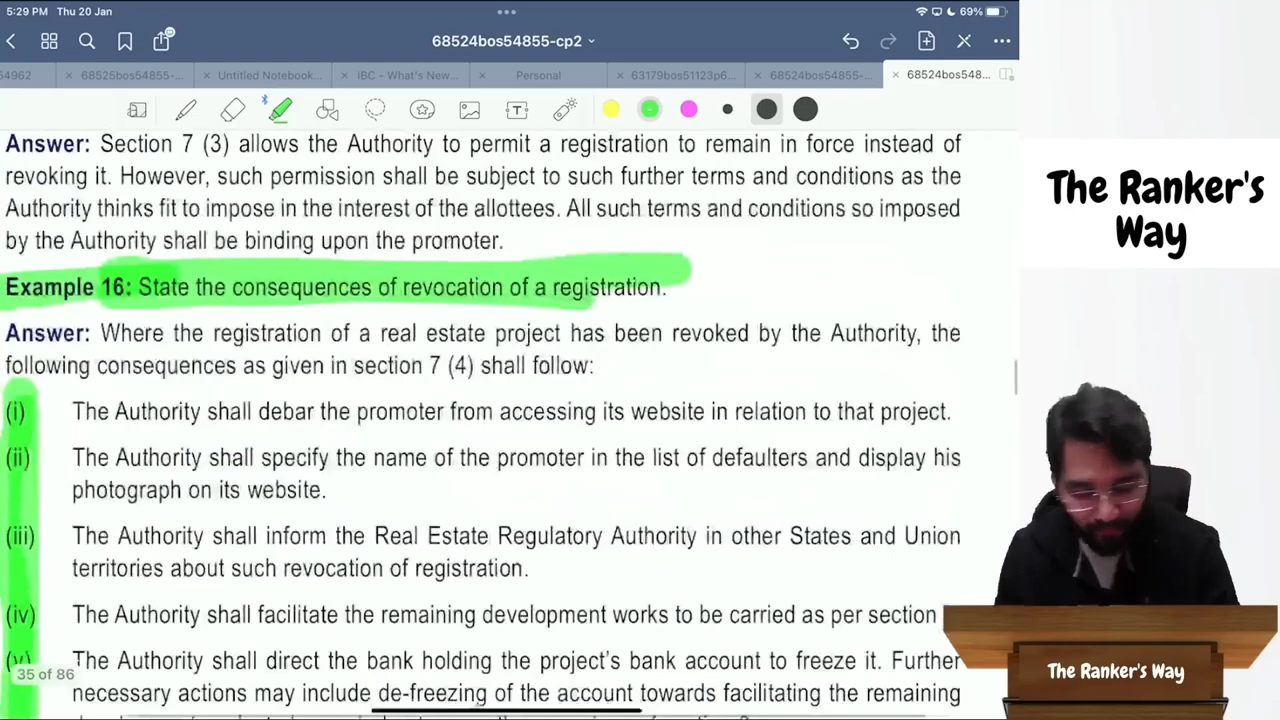 5:29 PM Thu 20 Jan
69%
68524bos54855-cp2
54962
68525bos54855-...
Untitled Notebook...
IBC - What's New...
Personal
63179bos51123p6...
68524bos54855-...
68524bos548...
Answer: Section 7 (3) allows the Authority to permit a registration to remain in force instead of
revoking it. However, such permission shall be subject to such further terms and conditions as the
Authority thinks fit to impose in the interest of the allottees. All such terms and conditions so imposed
by the Authority shall be binding upon the promoter.
Example 16: State the consequences of revocation of a registration.
Answer: Where the registration of a real estate project has been revoked by the Authority, the
following consequences as given in section 7 (4) shall follow:
(i) The Authority shall debar the promoter from accessing its website in relation to that project.
(ii) The Authority shall specify the name of the promoter in the list of defaulters and display his
photograph on its website.
(iii) The Authority shall inform the Real Estate Regulatory Authority in other States and Union
territories about such revocation of registration.
(iv) The Authority shall facilitate the remaining development works to be carried as per section
(v) The Authority shall direct the bank holding the project's bank account to freeze it. Further
35 of 86
necessary actions may include de-freezing of the account towards facilitating the remaining
The Ranker's
Way
The Ranker's Way